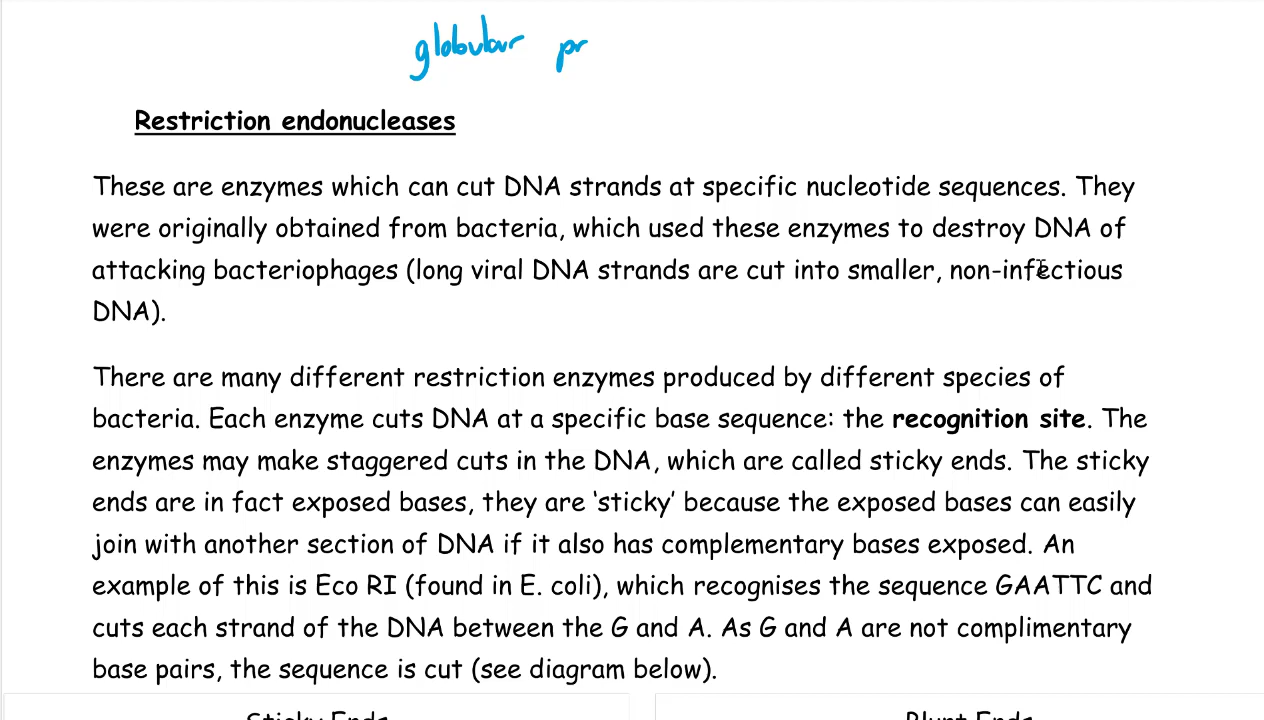 globular pr
Restriction endonucleases
These are enzymes which can cut DNA strands at specific nucleotide sequences. They
were originally obtained from bacteria, which used these enzymes to destroy DNA of
attacking bacteriophages (long viral DNA strands are cut into smaller, non-infectious
DNA).
There are many different restriction enzymes produced by different species of
bacteria. Each enzyme cuts DNA at a specific base sequence: the recognition site. The
enzymes may make staggered cuts in the DNA, which are called sticky ends. The sticky
ends are in fact exposed bases, they are ‘sticky’ because the exposed bases can easily
join with another section of DNA if it also has complementary bases exposed. An
example of this is Eco RI (found in E. coli), which recognises the sequence GAATTC and
cuts each strand of the DNA between the G and A. As G and A are not complimentary
base pairs, the sequence is cut (see diagram below).
Sticky Ends Blunt Ends